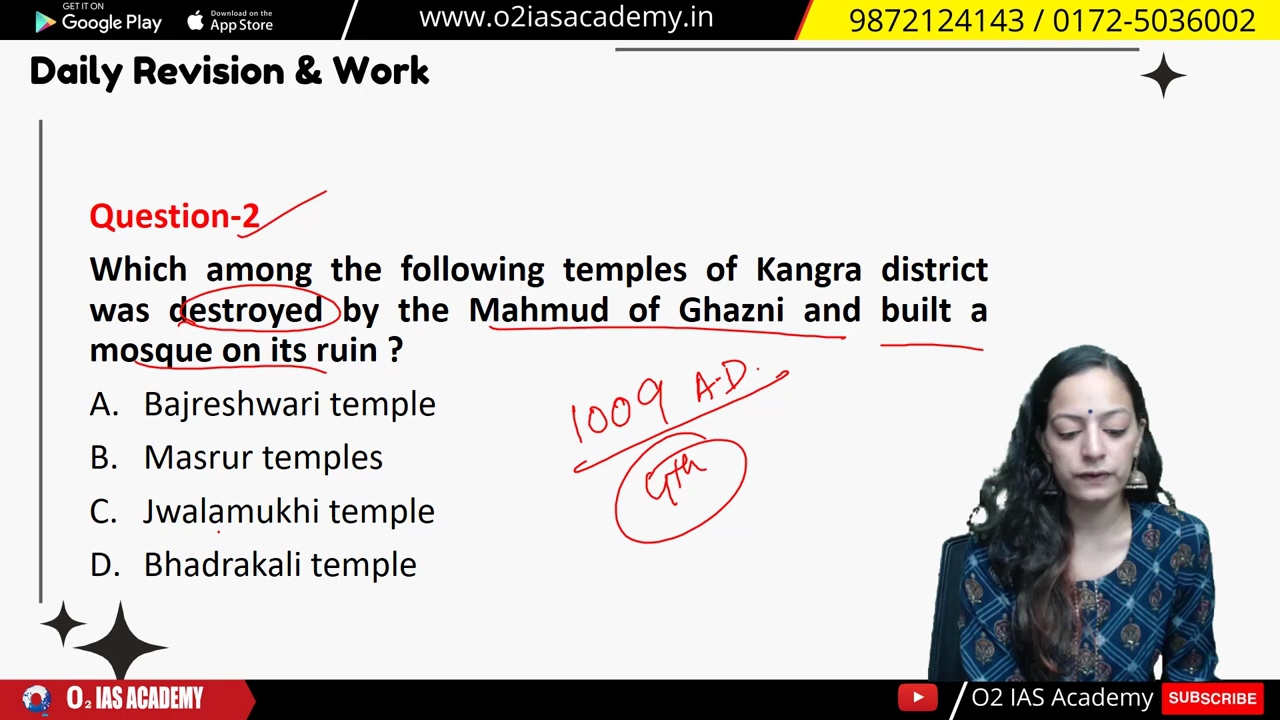 GET IT ON
Google Play
Download on the
App Store
www.o2iasacademy.in
9872124143 / 0172-5036002
Daily Revision & Work
Question-2
Which among the following temples of Kangra district
was destroyed by the Mahmud of Ghazni and built a
mosque on its ruin ?
1009 A.D.
A. Bajreshwari temple
B. Masrur temples
9th
C. Jwalamukhi temple
D. Bhadrakali temple
O2 IAS ACADEMY
O2 IAS Academy
SUBSCRIBE